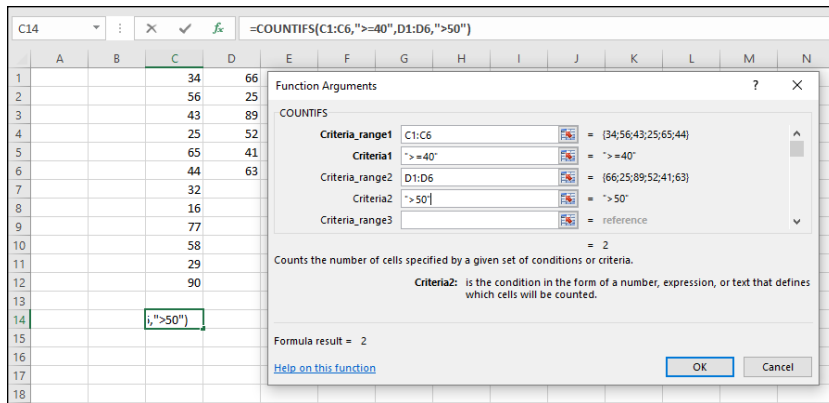 C14 fx =COUNTIFS(C1:C6,">=40",D1:D6,">50")
A B C D E F G H I J K L M N
1 34 66
2 56 25
3 43 89
4 25 52
5 65 41
6 44 63
7 32
8 16
9 77
10 58
11 29
12 90
13
14 ;,">50")
15
16
17
18
Function Arguments ? ×
COUNTIFS
Criteria_range1 C1:C6 = {34;56;43;25;65;44}
Criteria1 ">=40" = ">=40"
Criteria_range2 D1:D6 = {66;25;89;52;41;63}
Criteria2 ">50" = ">50"
Criteria_range3 = reference
= 2
Counts the number of cells specified by a given set of conditions or criteria.
Criteria2: is the condition in the form of a number, expression, or text that defines
which cells will be counted.
Formula result = 2
Help on this function OK Cancel